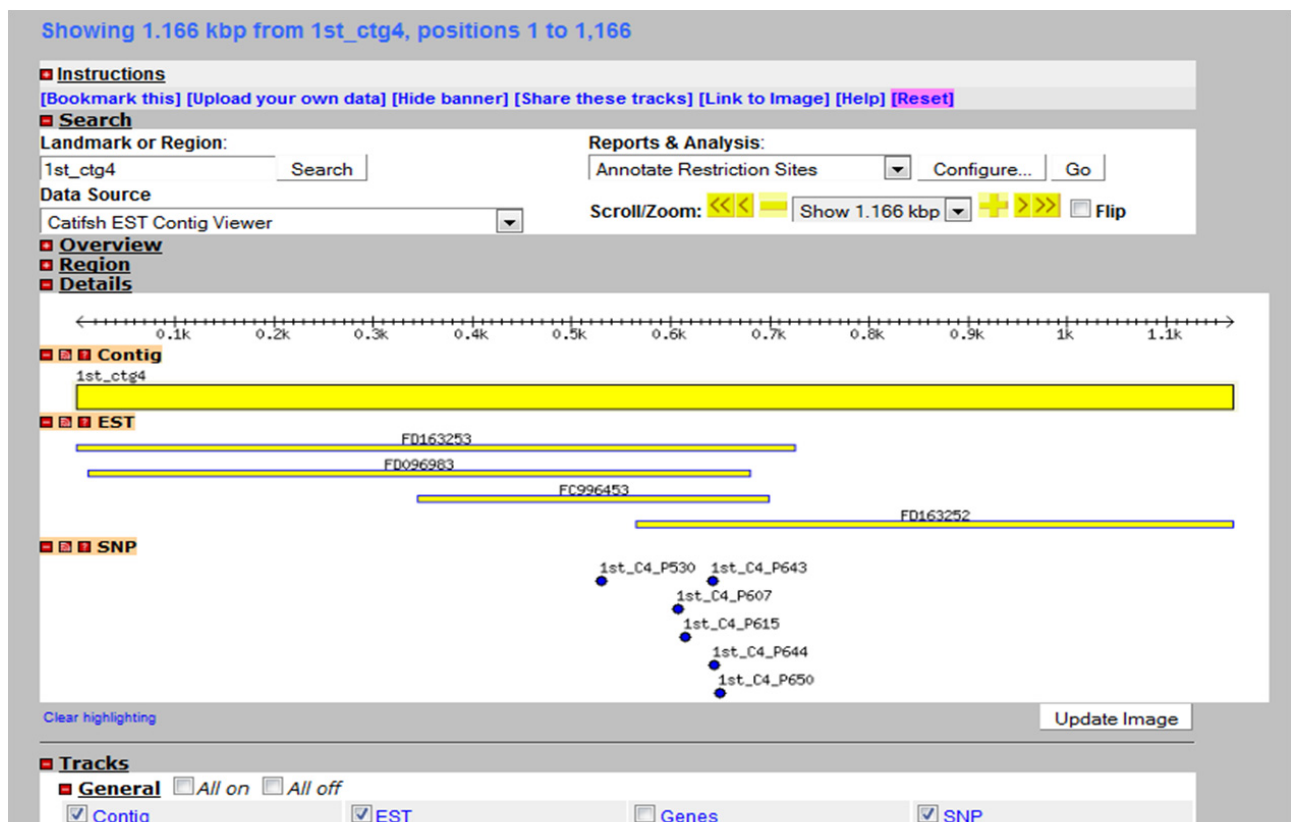 Showing 1.166 kbp from 1st_ctg4, positions 1 to 1,166
Instructions
[Bookmark this] [Upload your own data] [Hide banner] [Share these tracks] [Link to Image] [Help] [Reset]
Search
Landmark or Region: Reports & Analysis:
1st_ctg4 Search Annotate Restriction Sites Configure... Go
Data Source
Catifsh EST Contig Viewer Scroll/Zoom: << < Show 1.166 kbp > >> Flip
Overview
Region
Details
0.1k 0.2k 0.3k 0.4k 0.5k 0.6k 0.7k 0.8k 0.9k 1k 1.1k
Contig
1st_ctg4
EST
FD163253
FD096983
FC996453
FD163252
SNP
1st_C4_P530 1st_C4_P643
1st_C4_P607
1st_C4_P615
1st_C4_P644
1st_C4_P650
Clear highlighting Update Image
Tracks
General All on All off
Contig EST Genes SNP